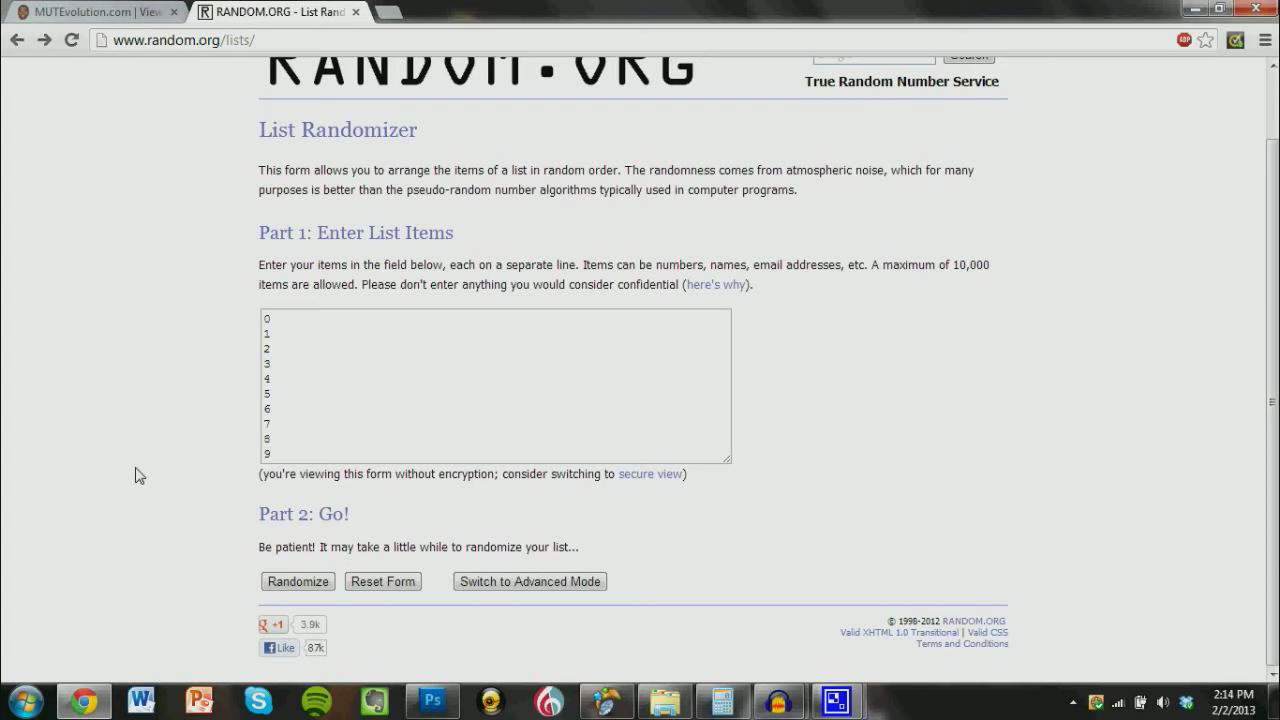 MUTEvolution.com | View
RANDOM.ORG - List Rand
www.random.org/lists/
RANDOM.ORG
Search
True Random Number Service
List Randomizer
This form allows you to arrange the items of a list in random order. The randomness comes from atmospheric noise, which for many
purposes is better than the pseudo-random number algorithms typically used in computer programs.
Part 1: Enter List Items
Enter your items in the field below, each on a separate line. Items can be numbers, names, email addresses, etc. A maximum of 10,000
items are allowed. Please don't enter anything you would consider confidential (here's why).
0
1
2
3
4
5
6
7
8
9
(you're viewing this form without encryption; consider switching to secure view)
Part 2: Go!
Be patient! It may take a little while to randomize your list...
Randomize Reset Form Switch to Advanced Mode
+1 3.9k
Like 87k
© 1998-2012 RANDOM.ORG
Valid XHTML 1.0 Transitional | Valid CSS
Terms and Conditions
2:14 PM
2/2/2013